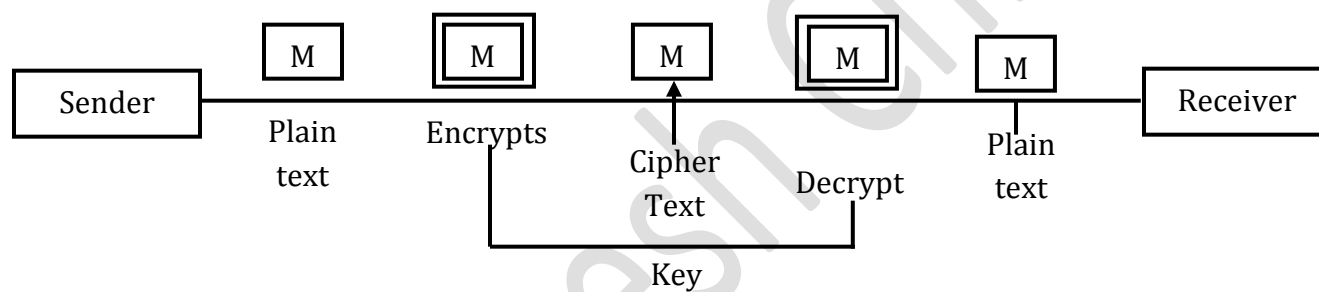 M M M M M
Sender Receiver
Plain text
Encrypts
Cipher Text
Decrypt
Plain text
Key